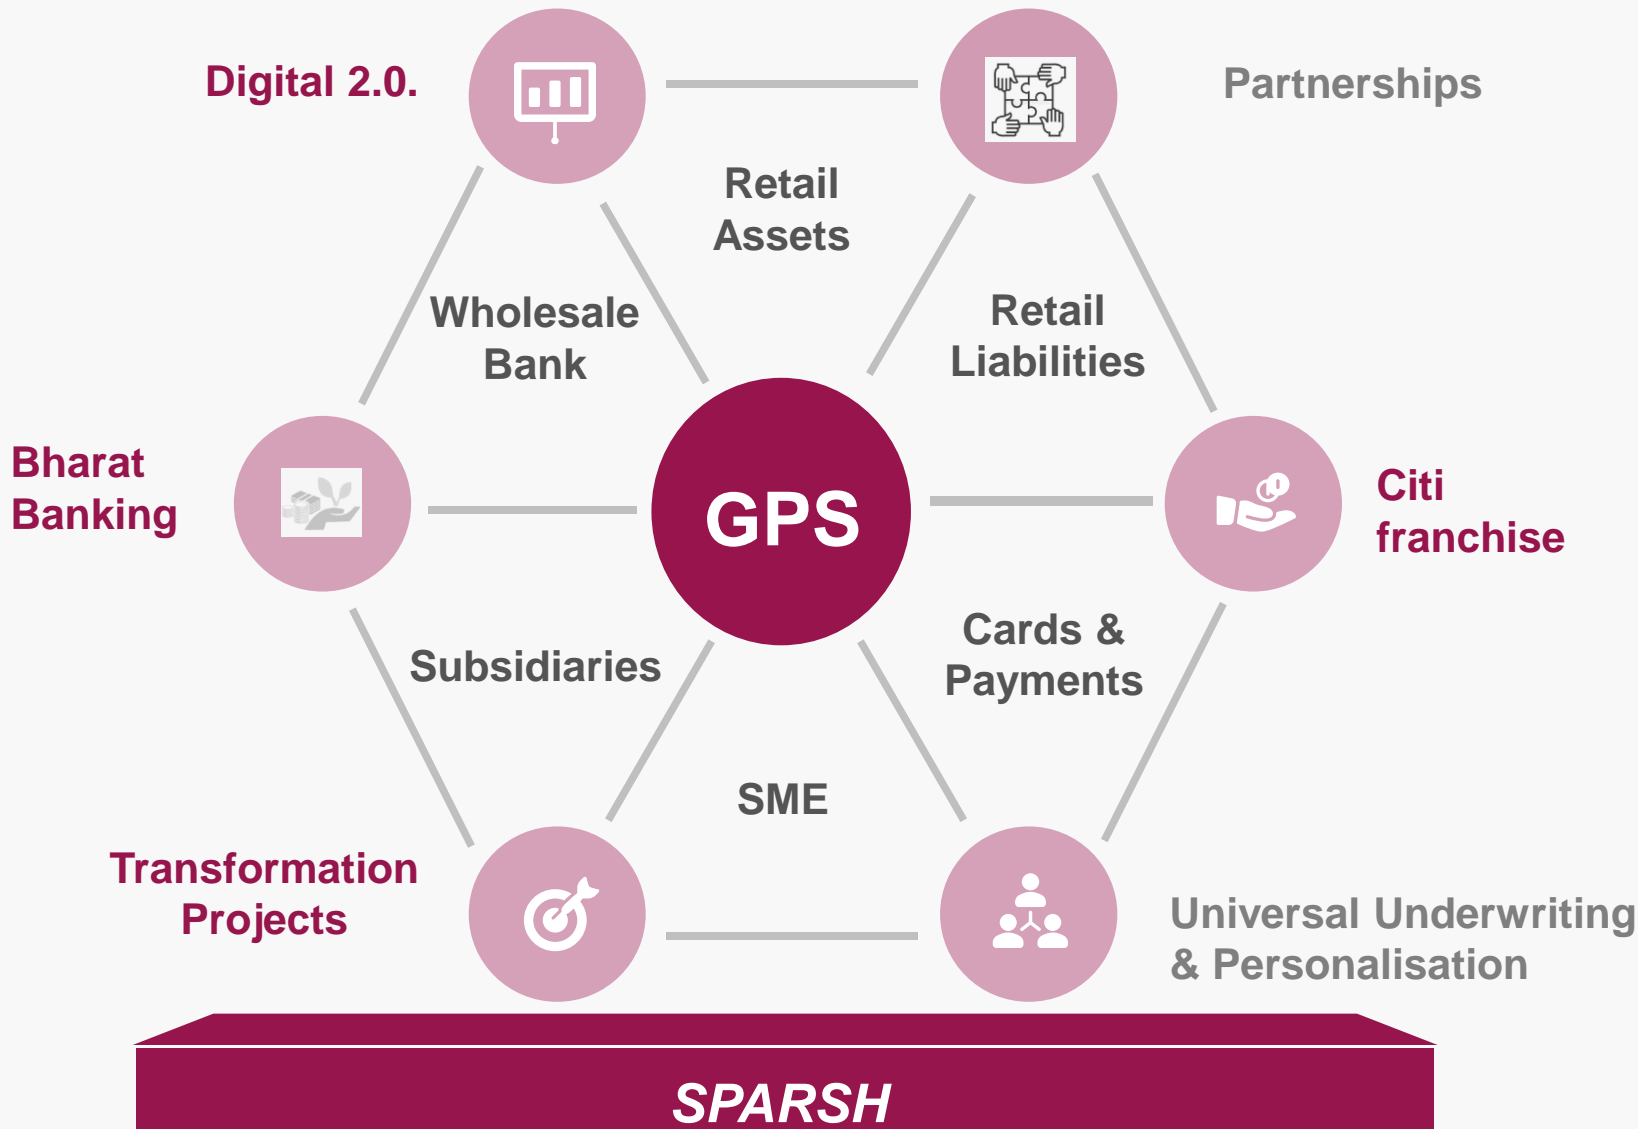 Digital 2.0.
Partnerships
Retail
Assets
Wholesale
Bank
Retail
Liabilities
Bharat
Banking
GPS
Citi
franchise
Subsidiaries
Cards &
Payments
SME
Transformation
Projects
Universal Underwriting
& Personalisation
SPARSH